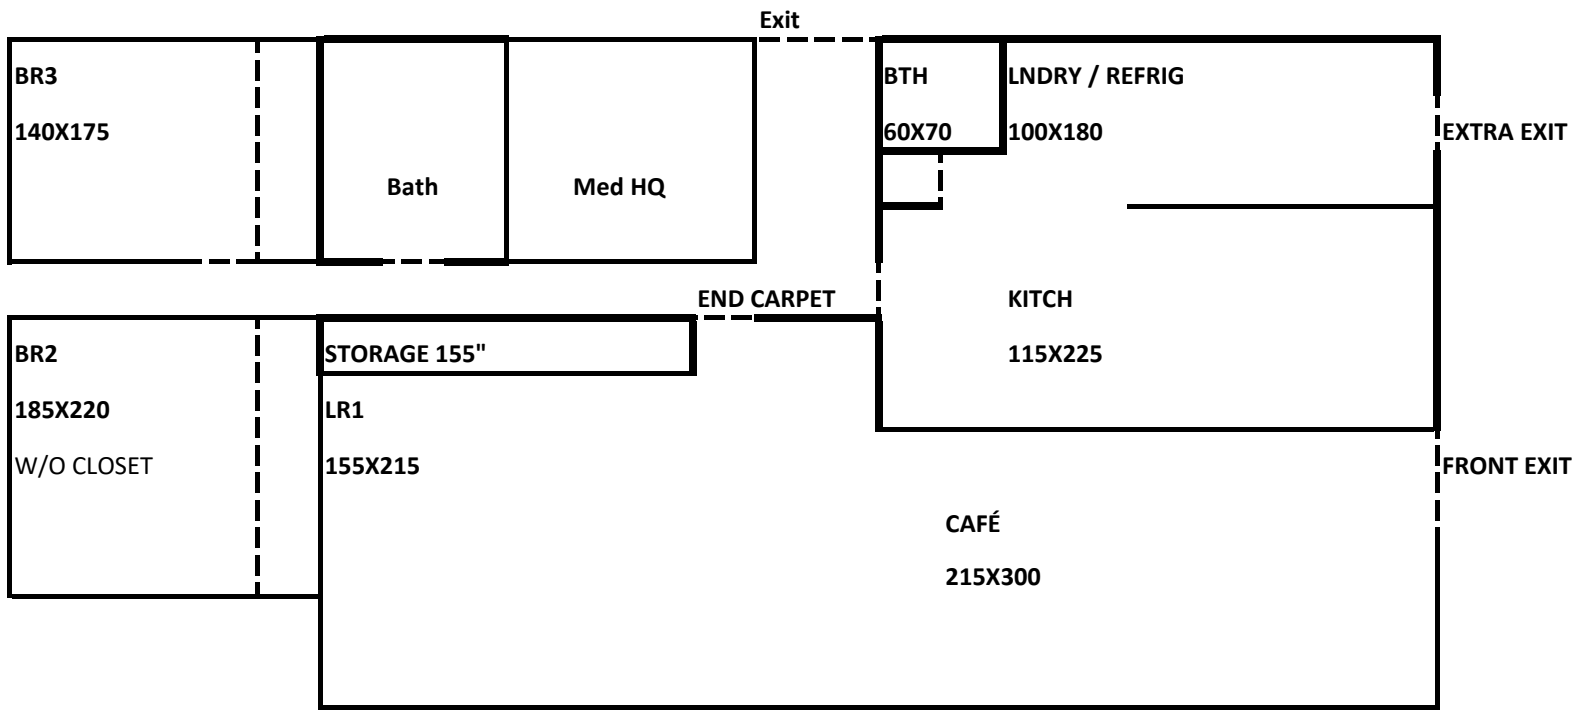 Exit
BR3
140X175
Bath
Med HQ
BTH
60X70
LNDRY / REFRIG
100X180
EXTRA EXIT
END CARPET
KITCH
115X225
BR2
185X220
W/O CLOSET
STORAGE 155"
LR1
155X215
FRONT EXIT
CAFÉ
215X300